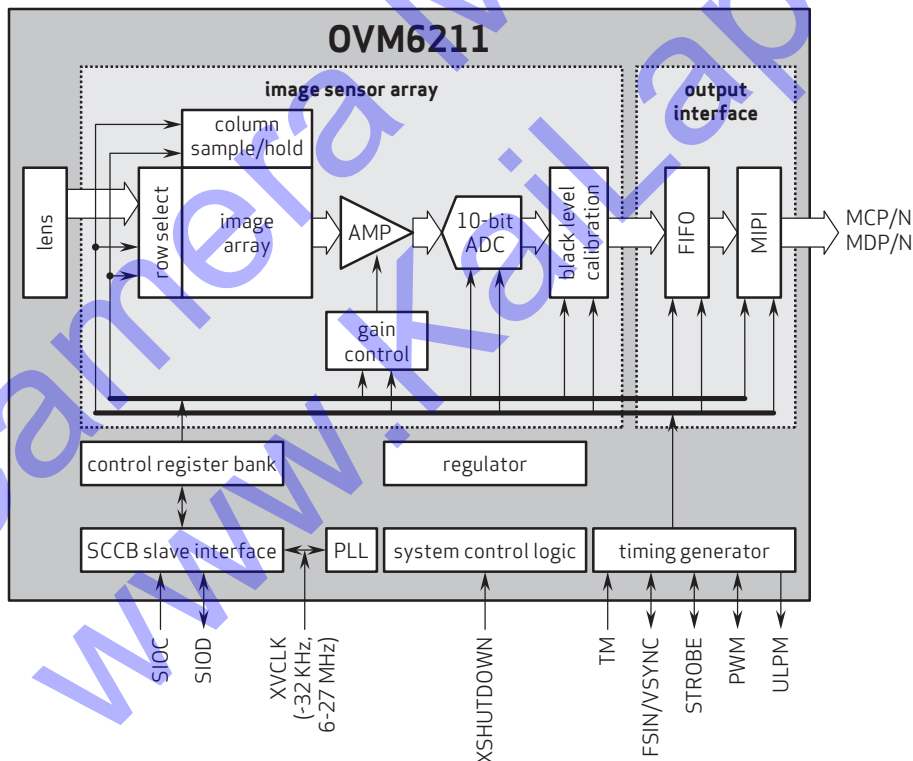 OVM6211
image sensor array
output
interface
column
sample/hold
lens
row select
image
array
AMP
10-bit
ADC
black level
calibration
FIFO
MIPI
MCP/N
MDP/N
gain
control
control register bank
regulator
SCCB slave interface
PLL
system control logic
timing generator
SIOC
SIOD
XVCLK
(~32 KHz,
6-27 MHz)
XSHUTDOWN
TM
FSIN/VSYNC
STROBE
PWM
ULPM
www.KaiLap